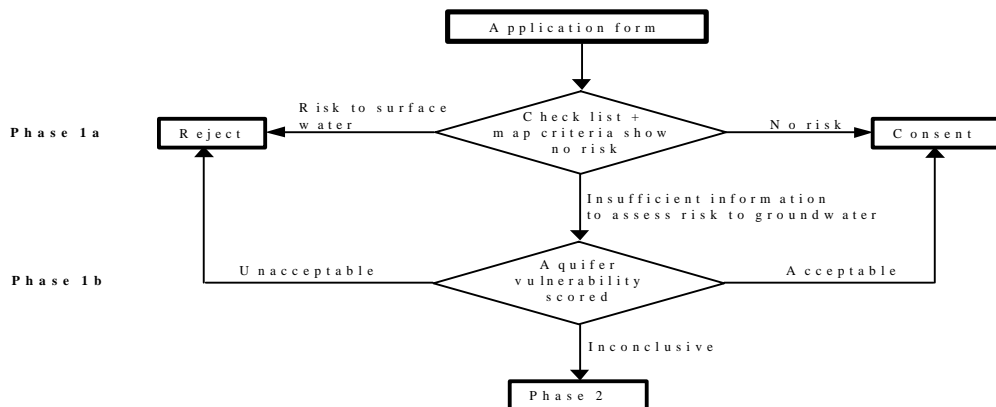 Application form
Risk to surface
water
Check list +
map criteria show
no risk
No risk
Phase 1a
Reject
Consent
Insufficient information
to assess risk to groundwater
Phase 1b
Unacceptable
Aquifer
vulnerability
scored
Acceptable
Inconclusive
Phase 2